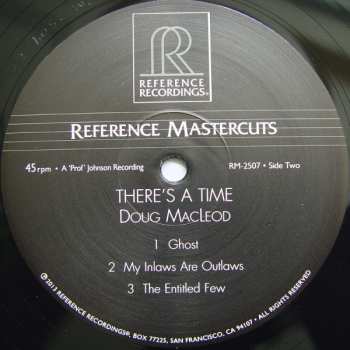 REFERENCE
RECORDINGS®
REFERENCE MASTERCUTS
45 rpm • A 'Prof' Johnson Recording
RM-2507 • Side Two
THERE'S A TIME
DOUG MACLEOD
1 Ghost
2 My Inlaws Are Outlaws
3 The Entitled Few
℗2013 REFERENCE RECORDINGS®, BOX 77225, SAN FRANCISCO, CA 94107 • ALL RIGHTS RESERVED